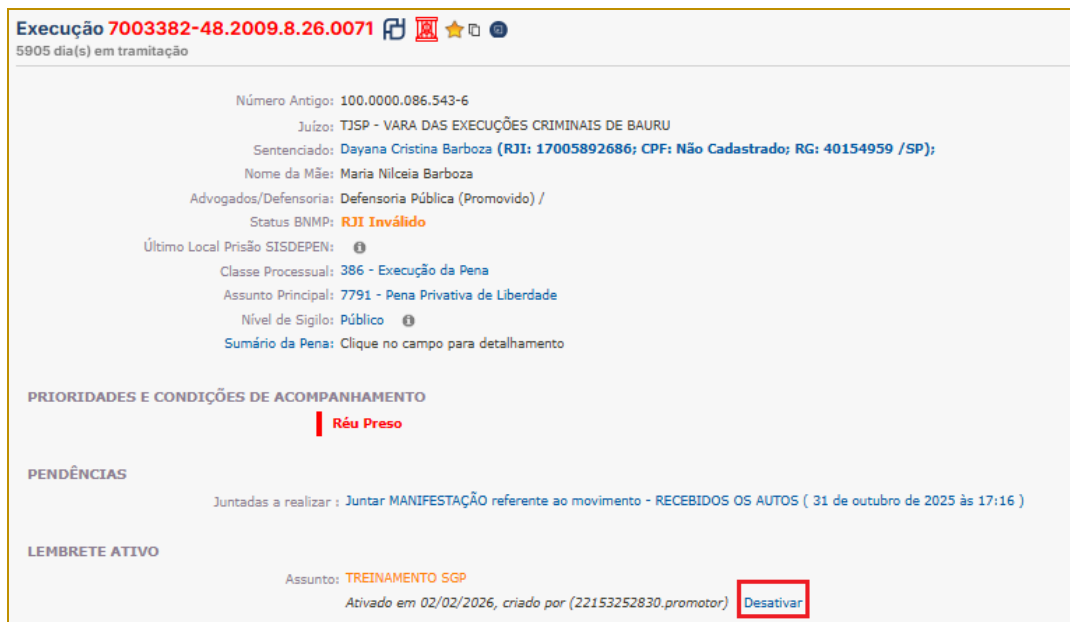 Execução 7003382-48.2009.8.26.0071
5905 dia(s) em tramitação
Número Antigo: 100.0000.086.543-6
Juízo: TJSP - VARA DAS EXECUÇÕES CRIMINAIS DE BAURU
Sentenciado: Dayana Cristina Barboza (RJI: 17005892686; CPF: Não Cadastrado; RG: 40154959 /SP);
Nome da Mãe: Maria Nilceia Barboza
Advogados/Defensoria: Defensoria Pública (Promovido) /
Status BNMP: RJI Inválido
Último Local Prisão SISDEPEN:
Classe Processual: 386 - Execução da Pena
Assunto Principal: 7791 - Pena Privativa de Liberdade
Nível de Sigilo: Público
Sumário da Pena: Clique no campo para detalhamento
PRIORIDADES E CONDIÇÕES DE ACOMPANHAMENTO
Réu Preso
PENDÊNCIAS
Juntadas a realizar : Juntar MANIFESTAÇÃO referente ao movimento - RECEBIDOS OS AUTOS ( 31 de outubro de 2025 às 17:16 )
LEMBRETE ATIVO
Assunto: TREINAMENTO SGP
Ativado em 02/02/2026, criado por (22153252830.promotor) Desativar